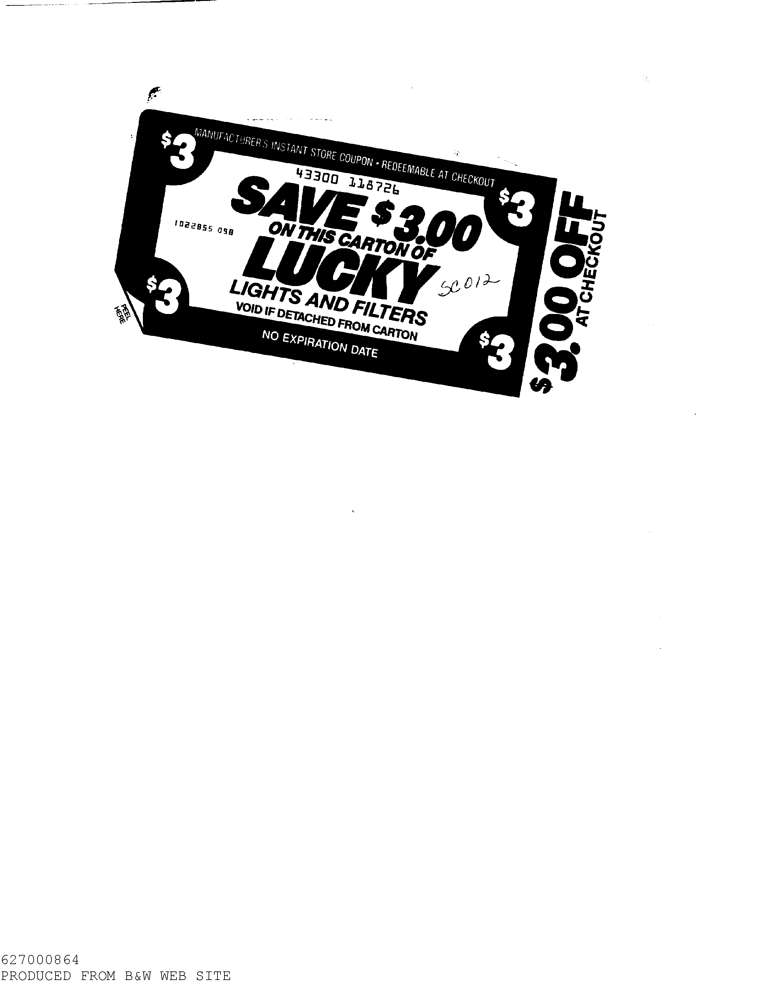 MANUFACTURER'S INSTANT STORE COUPON • REDEEMABLE AT CHECKOUT
$3
$3
43300 118726
SAVE $3.00
1022855 098
ON THIS CARTON OF
LUCKY
SC012
LIGHTS AND FILTERS
VOID IF DETACHED FROM CARTON
NO EXPIRATION DATE
$3
$3
PEEL
HERE
$3.00 OFF
AT CHECKOUT
627000864
PRODUCED FROM B&W WEB SITE